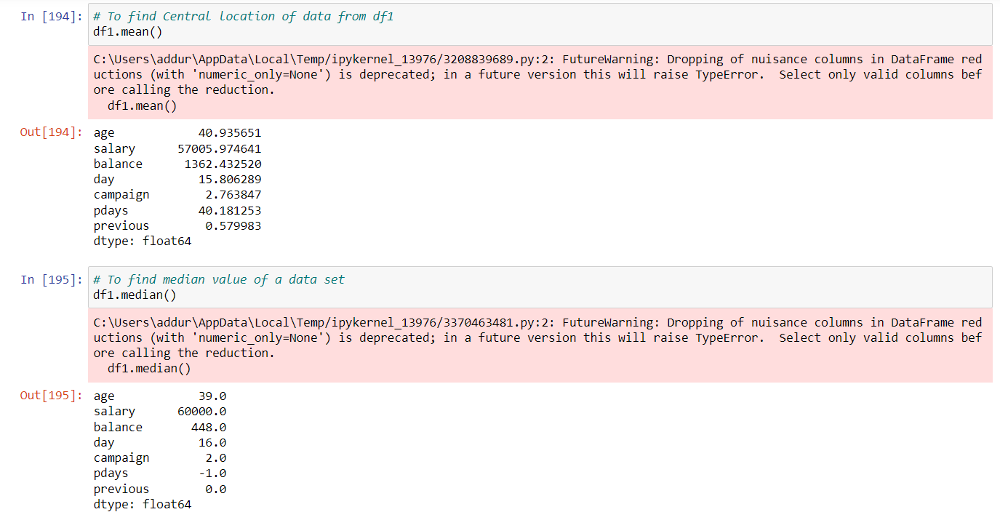 In [194]: # To find Central location of data from df1
df1.mean()
C:\Users\addur\AppData\Local\Temp/ipykernel_13976/3208839689.py:2: FutureWarning: Dropping of nuisance columns in DataFrame red
uctions (with 'numeric_only=None') is deprecated; in a future version this will raise TypeError.  Select only valid columns bef
ore calling the reduction.
  df1.mean()
Out[194]: age            40.935651
salary      57005.974641
balance      1362.432520
day            15.806289
campaign        2.763847
pdays          40.181253
previous        0.579983
dtype: float64
In [195]: # To find median value of a data set
df1.median()
C:\Users\addur\AppData\Local\Temp/ipykernel_13976/3370463481.py:2: FutureWarning: Dropping of nuisance columns in DataFrame red
uctions (with 'numeric_only=None') is deprecated; in a future version this will raise TypeError.  Select only valid columns bef
ore calling the reduction.
  df1.median()
Out[195]: age            39.0
salary      60000.0
balance       448.0
day            16.0
campaign        2.0
pdays          -1.0
previous        0.0
dtype: float64